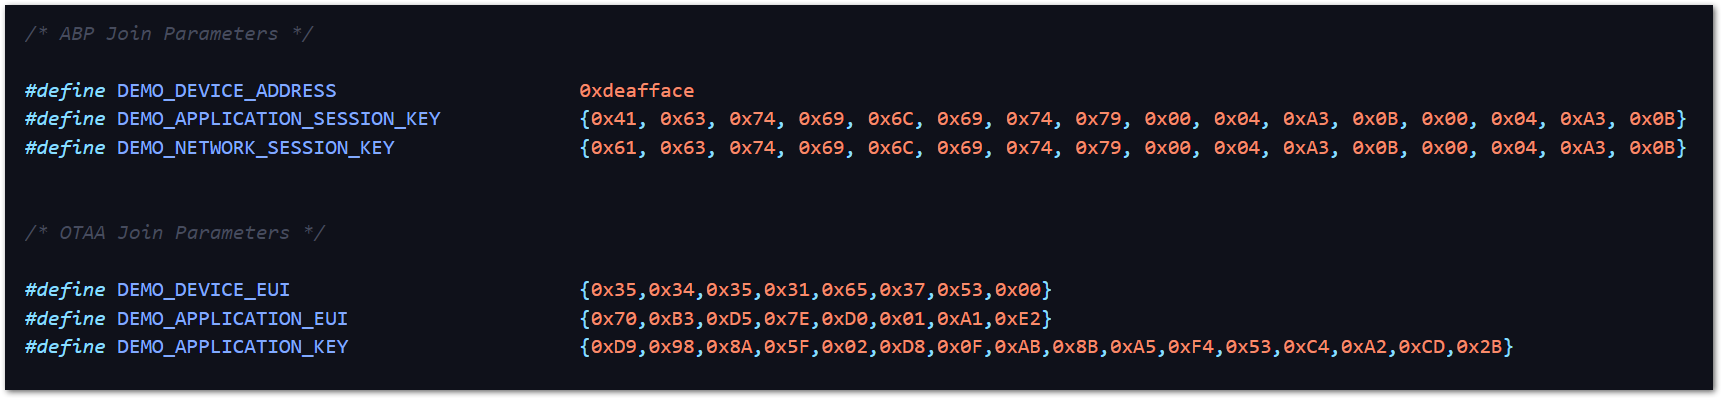 /* ABP Join Parameters */
#define DEMO_DEVICE_ADDRESS 0xdeafface
#define DEMO_APPLICATION_SESSION_KEY {0x41, 0x63, 0x74, 0x69, 0x6C, 0x69, 0x74, 0x79, 0x00, 0x04, 0xA3, 0x0B, 0x00, 0x04, 0xA3, 0x0B}
#define DEMO_NETWORK_SESSION_KEY {0x61, 0x63, 0x74, 0x69, 0x6C, 0x69, 0x74, 0x79, 0x00, 0x04, 0xA3, 0x0B, 0x00, 0x04, 0xA3, 0x0B}
/* OTAA Join Parameters */
#define DEMO_DEVICE_EUI {0x35,0x34,0x35,0x31,0x65,0x37,0x53,0x00}
#define DEMO_APPLICATION_EUI {0x70,0xB3,0xD5,0x7E,0xD0,0x01,0xA1,0xE2}
#define DEMO_APPLICATION_KEY {0xD9,0x98,0x8A,0x5F,0x02,0xD8,0x0F,0xAB,0x8B,0xA5,0xF4,0x53,0xC4,0xA2,0xCD,0x2B}